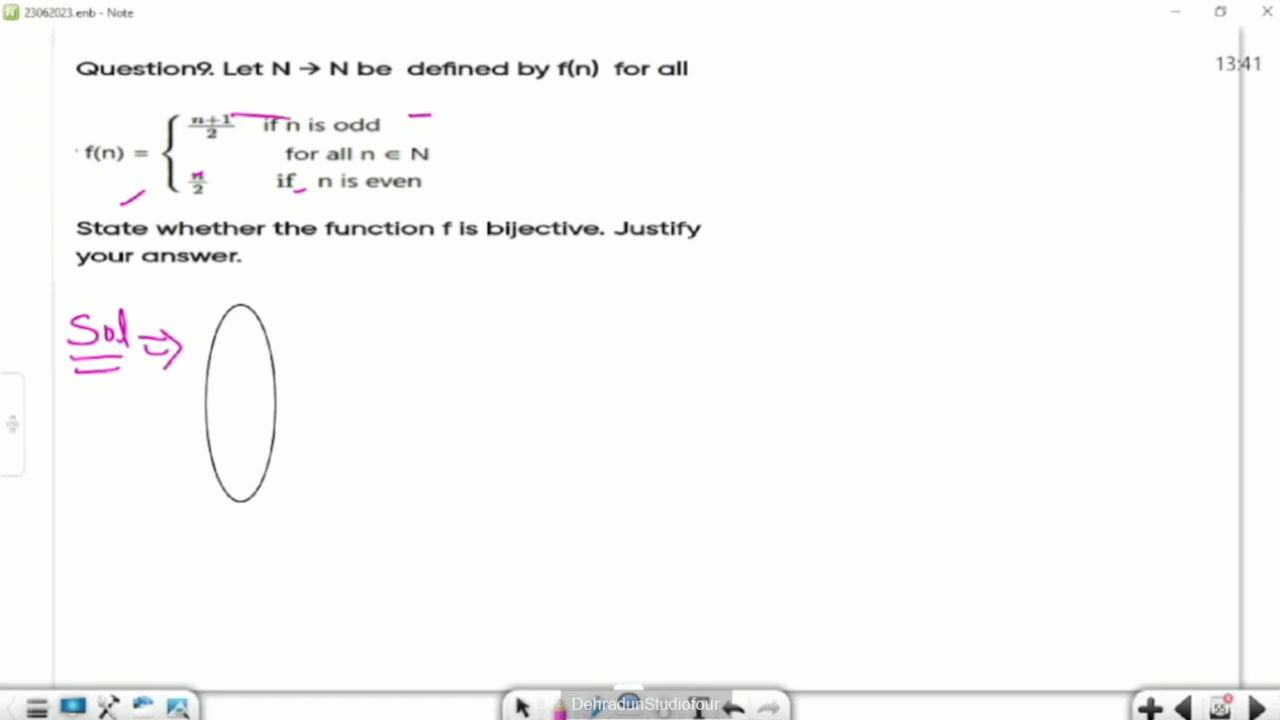 23062023.enb - Note
Question9. Let N → N be defined by f(n) for all
13:41
f(n) = { n+1/2 if n is odd
for all n ∈ N
n/2 if n is even
State whether the function f is bijective. Justify
your answer.
Sol ⇒
DehradunStudiofour